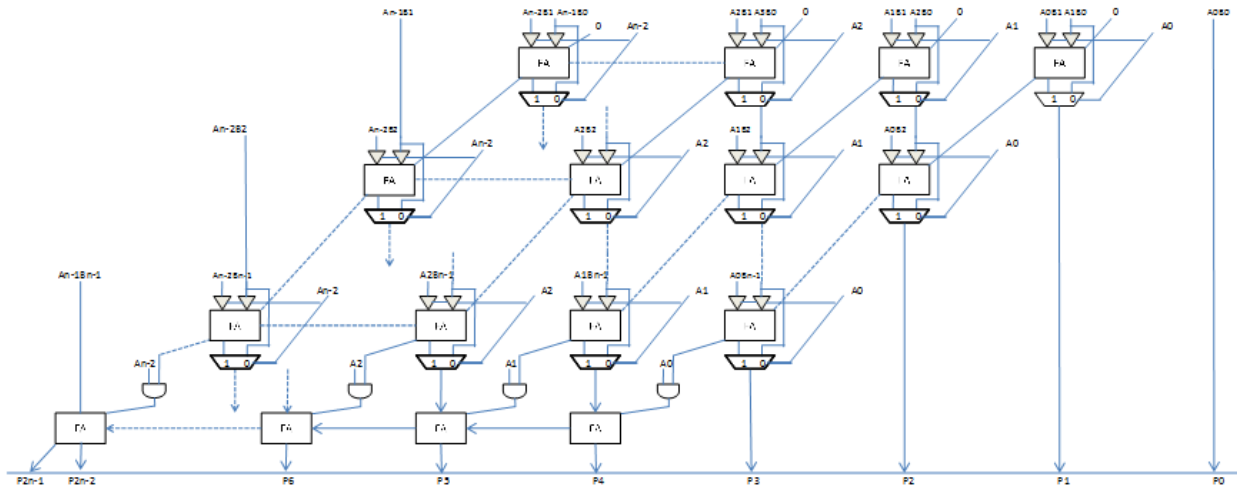 An-1B1 An-2B1 An-1B0 0 An-2 A2B1 A3B0 0 A2 A1B1 A2B0 0 A1 A0B1 A1B0 0 A0 A0B0
FA FA FA FA
1 0 1 0 1 0 1 0
An-2B2 An-2B2 An-2 A2B2 A2 A1B2 A1 A0B2 A0
FA FA FA FA
1 0 1 0 1 0 1 0
An-1Bn-1 An-2Bn-1 An-2 A2Bn-1 A2 A1Bn-1 A1 A0Bn-1 A0
FA FA FA FA
An-2 1 0 A2 1 0 A1 1 0 A0 1 0
FA FA FA FA
P2n-1 P2n-2 P6 P5 P4 P3 P2 P1 P0